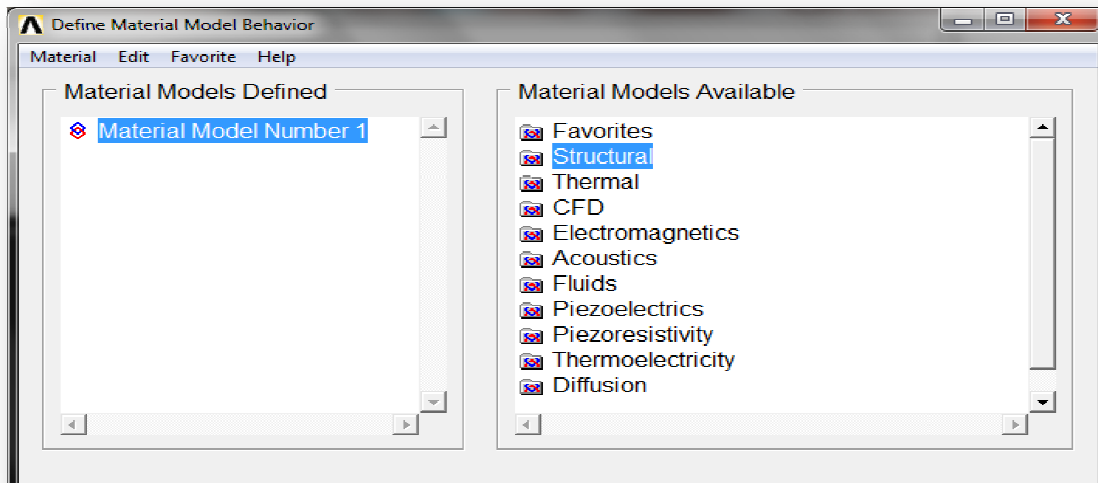 Define Material Model Behavior
Material Edit Favorite Help
Material Models Defined
Material Model Number 1
Material Models Available
Favorites
Structural
Thermal
CFD
Electromagnetics
Acoustics
Fluids
Piezoelectrics
Piezoresistivity
Thermoelectricity
Diffusion